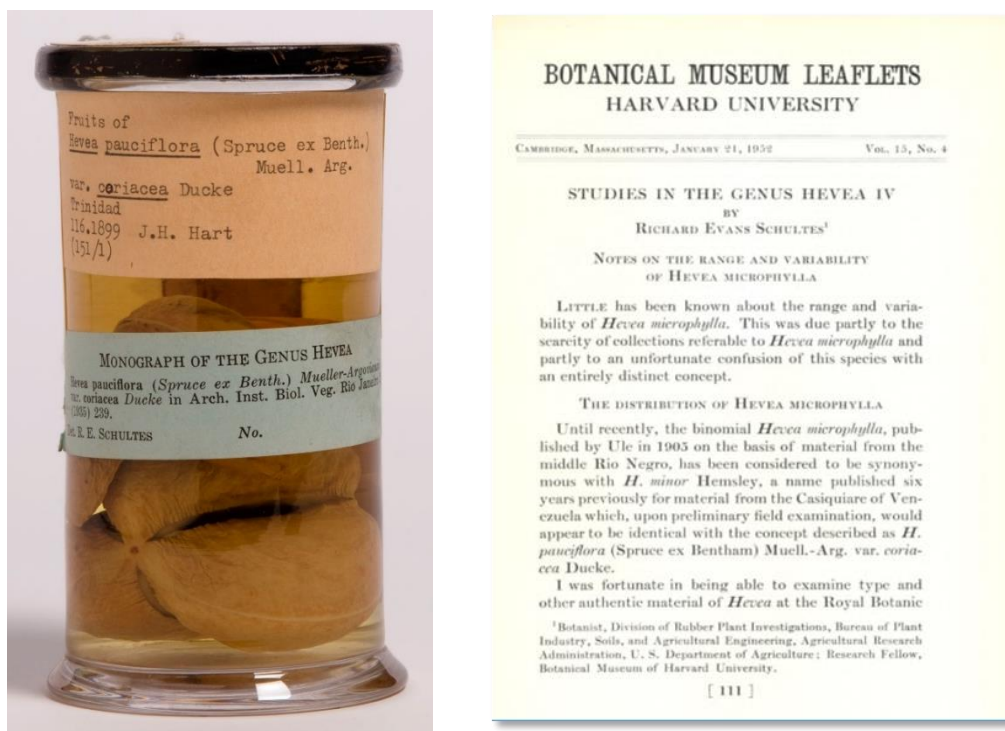 Fruits of
Hevea pauciflora (Spruce ex Benth.)
Muell. Arg.
var. coriacea Ducke
Trinidad
116.1899 J.H. Hart
(151/1)
MONOGRAPH OF THE GENUS HEVEA
Hevea pauciflora (Spruce ex Benth.) Mueller-Argoviensis
var. coriacea Ducke in Arch. Inst. Biol. Veg. Rio Janeiro
(1935) 239.
R. E. SCHULTES No.
BOTANICAL MUSEUM LEAFLETS
HARVARD UNIVERSITY
CAMBRIDGE, MASSACHUSETTS, JANUARY 21, 1952 VOL. 15, No. 4
STUDIES IN THE GENUS HEVEA IV
BY
RICHARD EVANS SCHULTES¹
NOTES ON THE RANGE AND VARIABILITY
OF HEVEA MICROPHYLLA
LITTLE has been known about the range and varia-
bility of Hevea microphylla. This was due partly to the
scarcity of collections referable to Hevea microphylla and
partly to an unfortunate confusion of this species with
an entirely distinct concept.
THE DISTRIBUTION OF HEVEA MICROPHYLLA
Until recently, the binomial Hevea microphylla, pub-
lished by Ule in 1905 on the basis of material from the
middle Rio Negro, has been considered to be synony-
mous with H. minor Hemsley, a name published six
years previously for material from the Casiquiare of Ven-
ezuela which, upon preliminary field examination, would
appear to be identical with the concept described as H.
pauciflora (Spruce ex Bentham) Muell.-Arg. var. coria-
cea Ducke.
I was fortunate in being able to examine type and
other authentic material of Hevea at the Royal Botanic
¹Botanist, Division of Rubber Plant Investigations, Bureau of Plant
Industry, Soils, and Agricultural Engineering, Agricultural Research
Administration, U. S. Department of Agriculture; Research Fellow,
Botanical Museum of Harvard University.
[ 111 ]